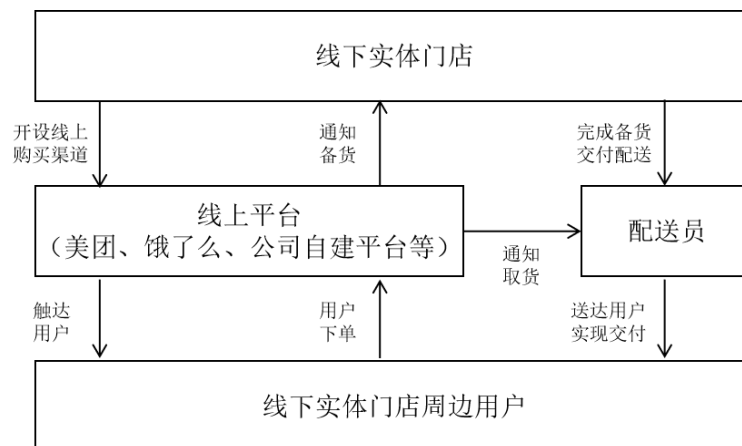 线下实体门店
开设线上
购买渠道
通知
备货
完成备货
交付配送
线上平台
（美团、饿了么、公司自建平台等）
通知
取货
配送员
触达
用户
用户
下单
送达用户
实现交付
线下实体门店周边用户